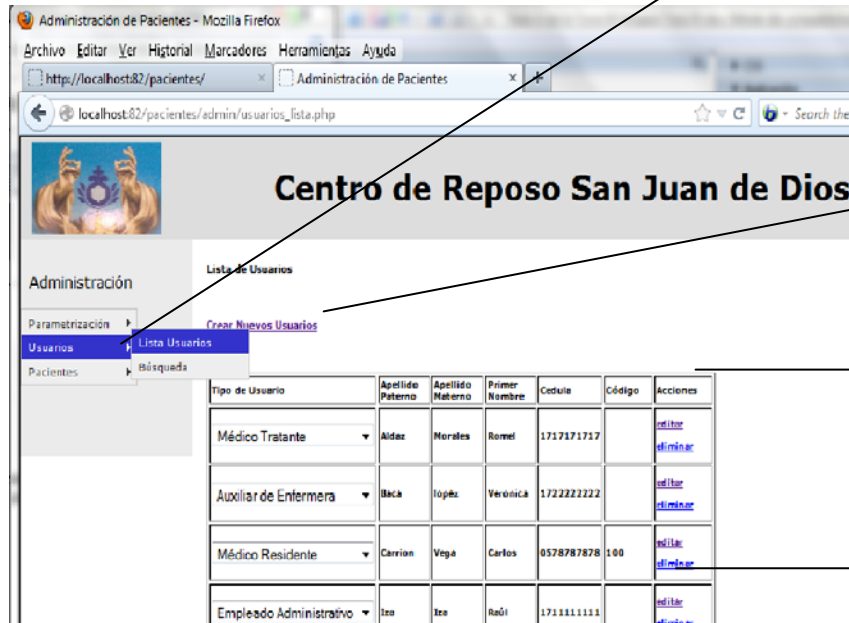 Administración de Pacientes - Mozilla Firefox
Archivo Editar Ver Historial Marcadores Herramientas Ayuda
http://localhost:82/pacientes/ × Administración de Pacientes × +
localhost:82/pacientes/admin/usuarios_lista.php Search the
Centro de Reposo San Juan de Dios
Administración
Lista de Usuarios
Crear Nuevos Usuarios
Parametrización
Usuarios
Pacientes
Lista Usuarios
Búsqueda
Tipo de Usuario Apellido Paterno Apellido Materno Primer Nombre Cedula Código Acciones
Médico Tratante Aldaz Morales Romel 1717171717 editar
eliminar
Auxiliar de Enfermera Baca lopéz Verónica 1722222222 editar
eliminar
Médico Residente Carrion Vega Carlos 0578787878 100 editar
eliminar
Empleado Administrativo Iza Iza Raúl 1711111111 editar
eliminar